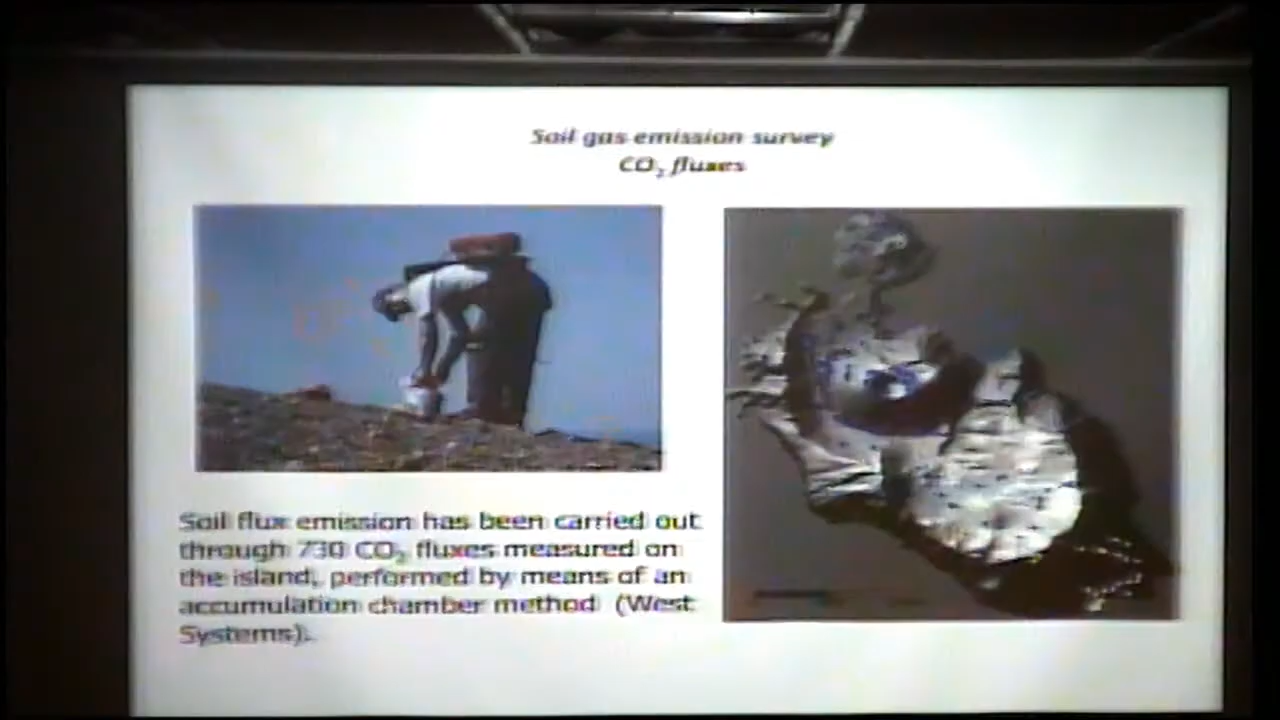 Soil gas emission survey
CO₂ fluxes
Soil flux emission has been carried out
through 730 CO₂ fluxes measured on
the island, performed by means of an
accumulation chamber method (West
Systems).